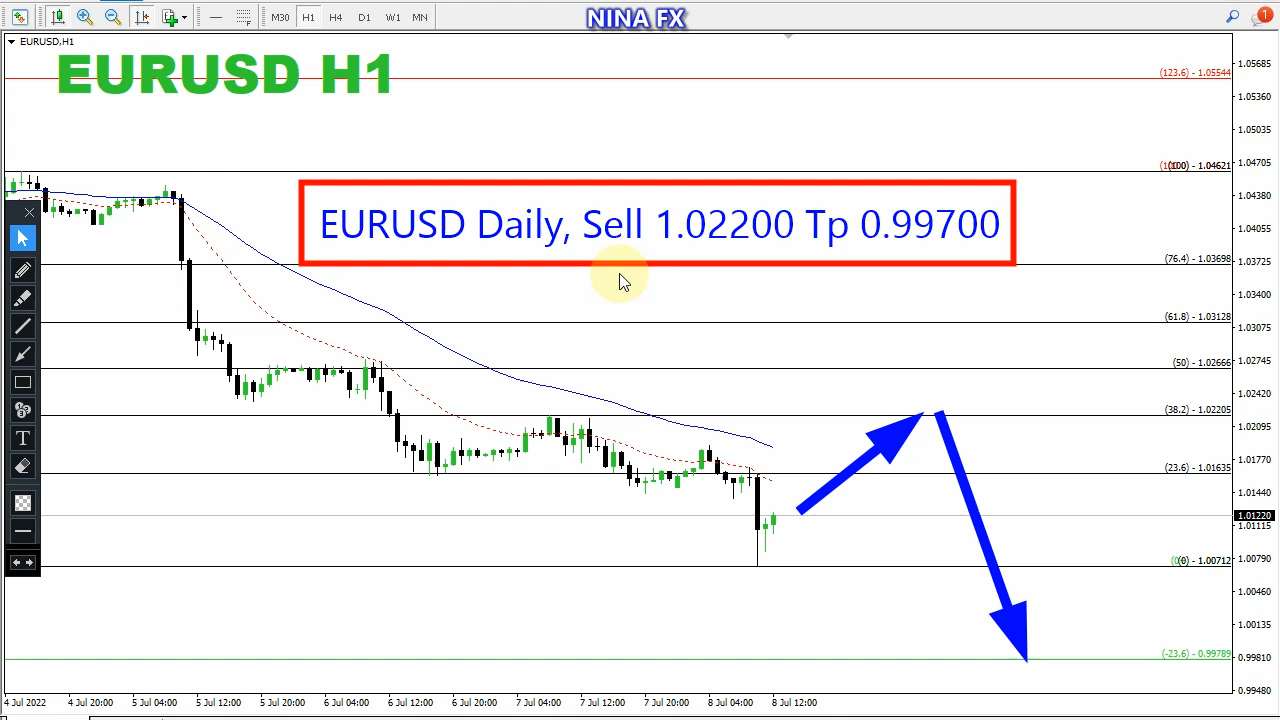 M30 H1 H4 D1 W1 MN
NINA FX
1
EURUSD,H1
EURUSD H1
EURUSD Daily, Sell 1.02200 Tp 0.99700
(123.6) - 1.05544
(100) - 1.04621
(76.4) - 1.03698
(61.8) - 1.03128
(50) - 1.02666
(38.2) - 1.02205
(23.6) - 1.01635
(0) - 1.00712
(-23.6) - 0.99789
1.05685
1.05360
1.05035
1.04705
1.04380
1.04055
1.03725
1.03400
1.03075
1.02745
1.02420
1.02095
1.01770
1.01440
1.01220
1.01115
1.00790
1.00460
1.00135
0.99810
0.99480
T
4 Jul 2022 4 Jul 20:00 5 Jul 04:00 5 Jul 12:00 5 Jul 20:00 6 Jul 04:00 6 Jul 12:00 6 Jul 20:00 7 Jul 04:00 7 Jul 12:00 7 Jul 20:00 8 Jul 04:00 8 Jul 12:00